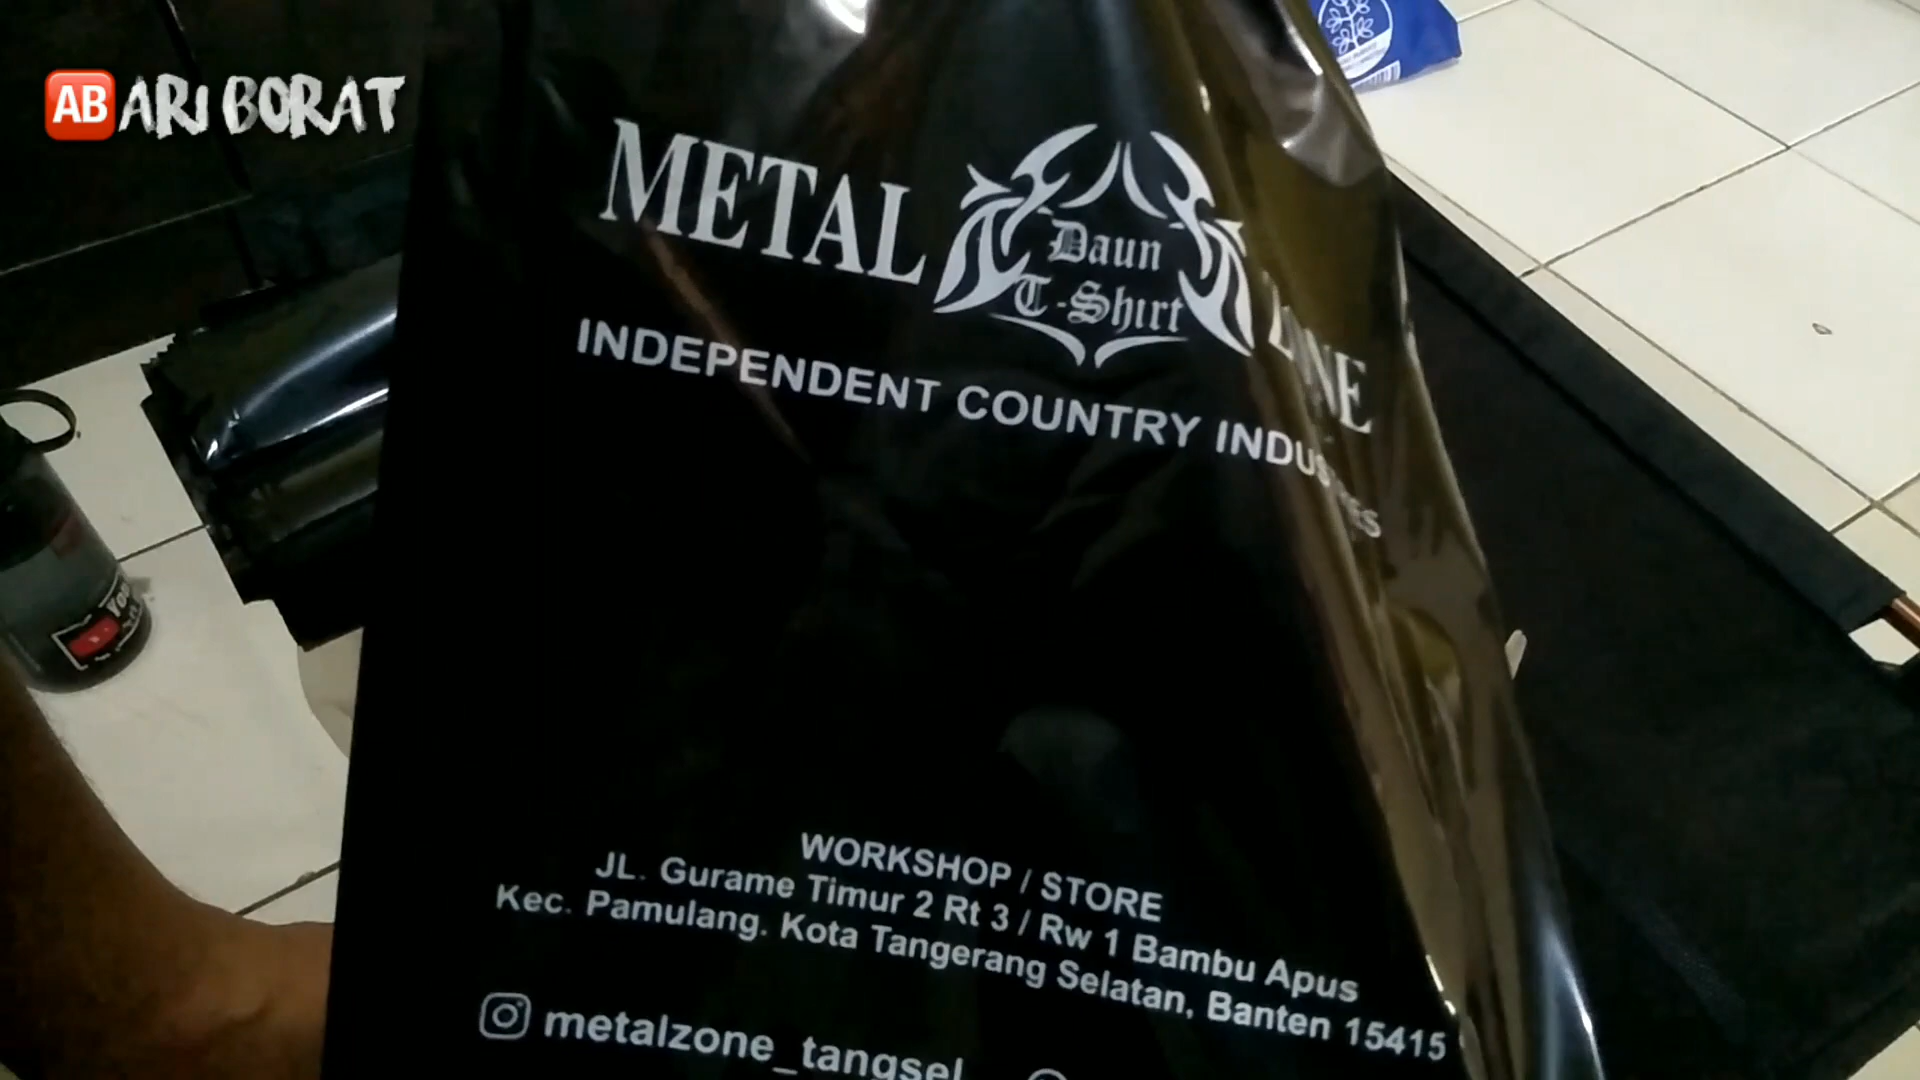 AB ARI BORAT
METAL
Daun
T-Shirt
INDEPENDENT COUNTRY INDUSTRIES
WORKSHOP / STORE
JL. Gurame Timur 2 Rt 3 / Rw 1 Bambu Apus
Kec. Pamulang. Kota Tangerang Selatan, Banten 15415
metalzone_tangsel